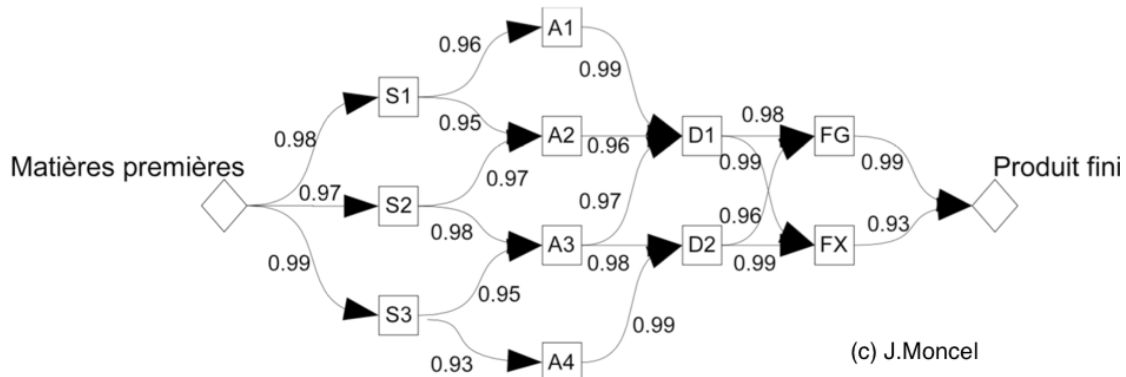 A1
0.96
0.99
S1
0.95
0.98
A2
0.96
D1
0.98
FG
0.99
0.99
Matières premières
Produit fini
0.97
0.97
S2
0.98
0.97
0.96
0.93
A3
0.98
D2
0.99
FX
0.99
0.95
S3
0.99
0.93
A4
(c) J.Moncel